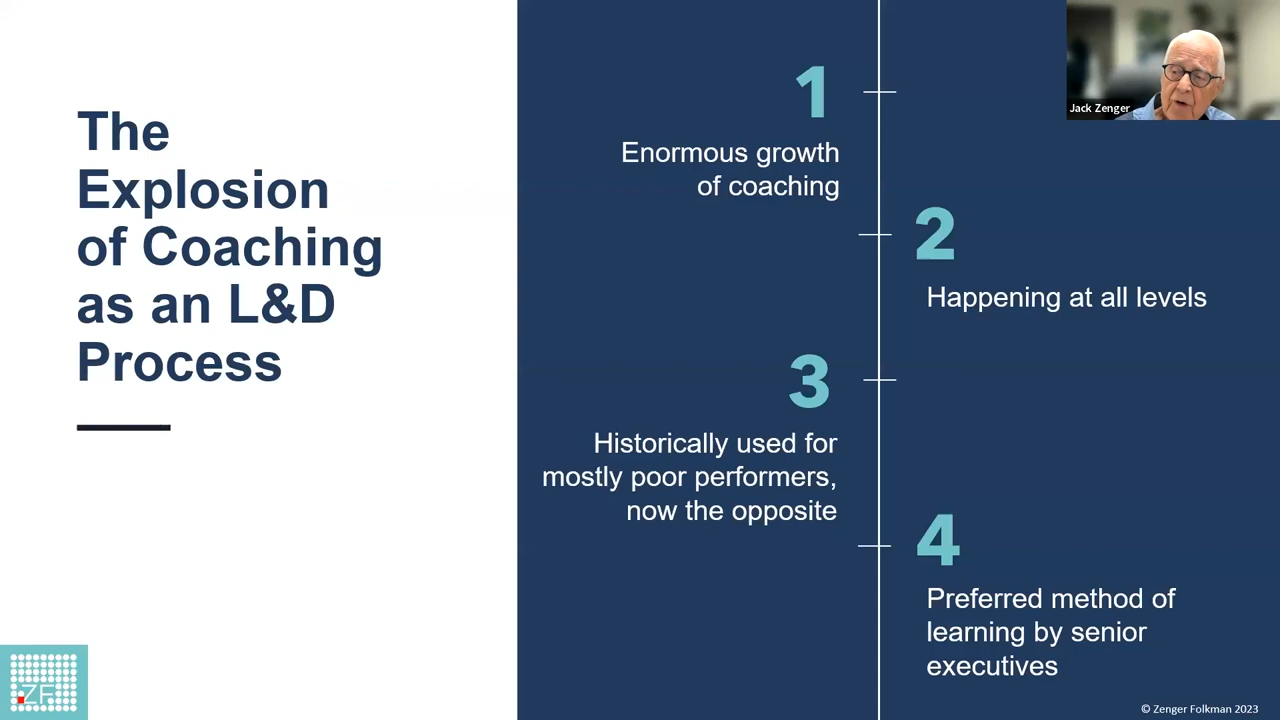 The
Explosion
of Coaching
as an L&D
Process
1
Enormous growth
of coaching
2
Happening at all levels
3
Historically used for
mostly poor performers,
now the opposite
4
Preferred method of
learning by senior
executives
Jack Zenger
ZF
© Zenger Folkman 2023